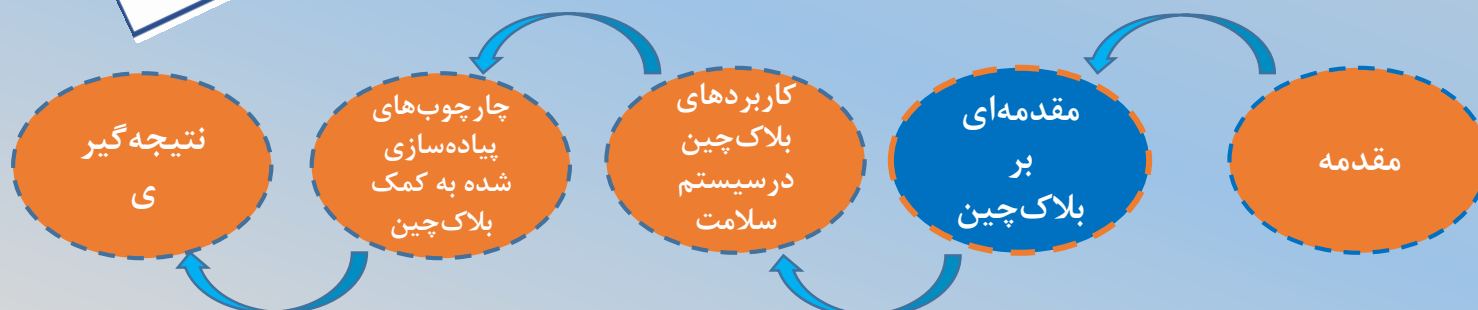 مقدمه
مقدمه‌ای
بر
بلاک‌چین
کاربردهای
بلاک‌چین
درسیستم
سلامت
چارچوب‌های
پیاده‌سازی
شده به کمک
بلاک‌چین
نتیجه‌گیر
ی